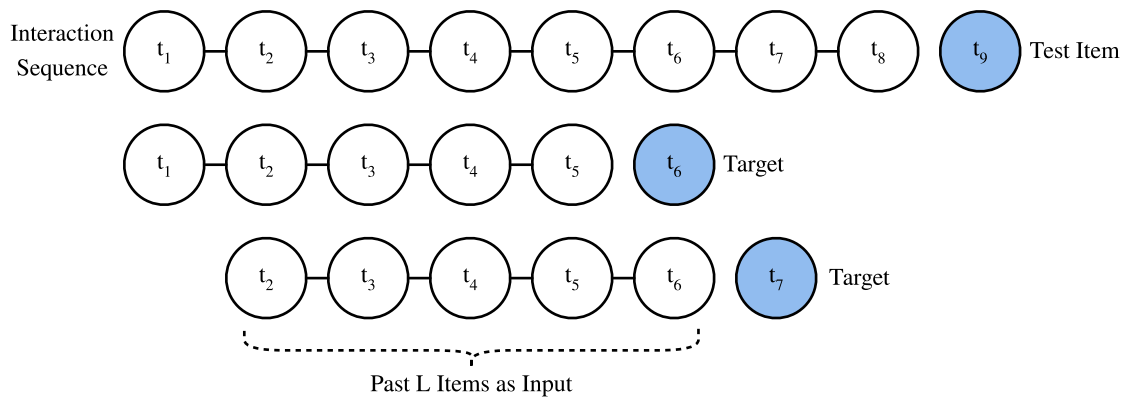 Interaction
Sequence
t1 t2 t3 t4 t5 t6 t7 t8 t9 Test Item
t1 t2 t3 t4 t5 t6 Target
t2 t3 t4 t5 t6 t7 Target
Past L Items as Input